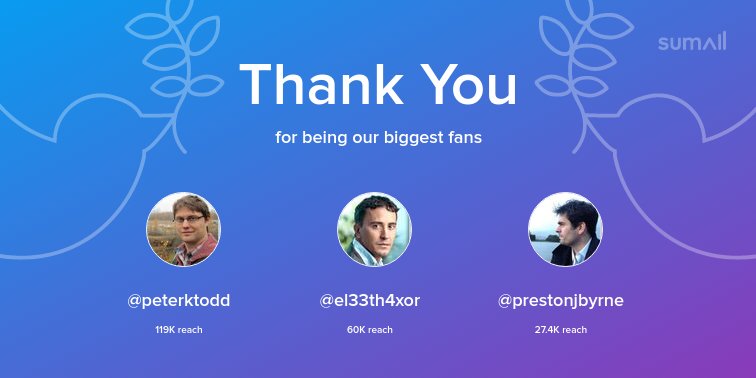 sumall
Thank You
for being our biggest fans
@peterktodd @el33th4xor @prestonjbyrne
119K reach 60K reach 27.4K reach